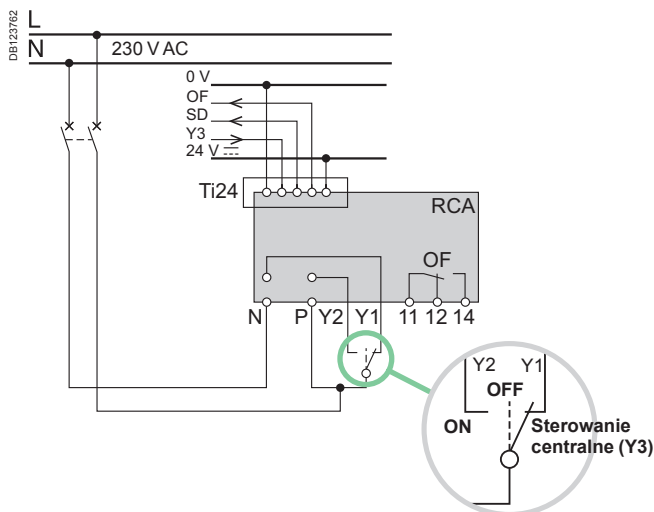 DB123762
L
N
230 V AC
0 V
OF
SD
Y3
24 V
Ti24
RCA
OF
N P Y2 Y1 11 12 14
Y2 Y1
OFF
ON
Sterowanie
centralne (Y3)